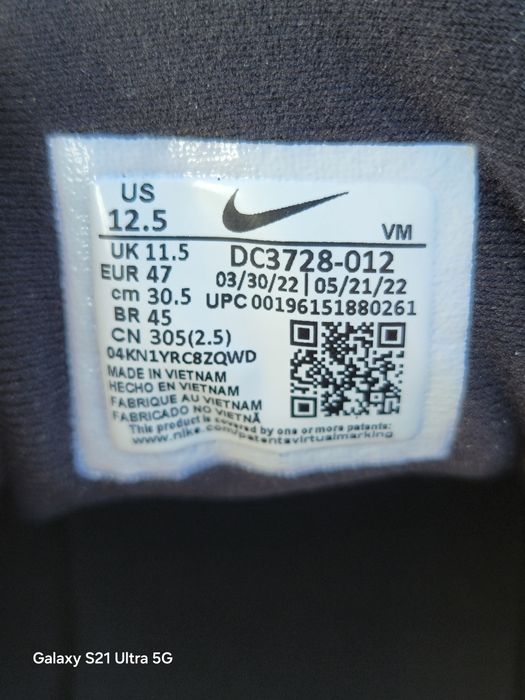 US
12.5
VM
UK 11.5
DC3728-012
EUR 47
03/30/22 | 05/21/22
cm 30.5
UPC 00196151880261
BR 45
CN 305(2.5)
04KN1YRC8ZQWD
MADE IN VIETNAM
HECHO EN VIETNAM
FABRIQUE AU VIETNAM
FABRICADO NO VIETNÃ
This product is covered by one or more patents:
www.nike.com/patentsvirtualmarking
Galaxy S21 Ultra 5G